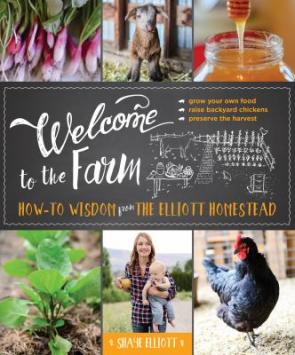 grow your own food
raise backyard chickens
preserve the harvest
Welcome
to the Farm
HOW-TO WISDOM from THE ELLIOTT HOMESTEAD
SHAYE ELLIOTT